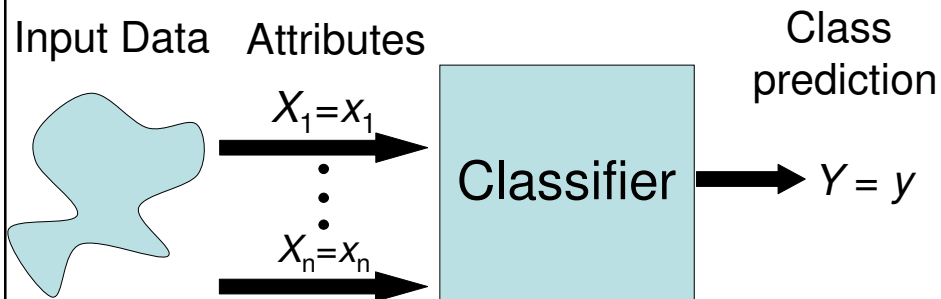 Input Data
Attributes
Class
prediction
X₁=x₁
Classifier
Y = y
Xₙ=xₙ